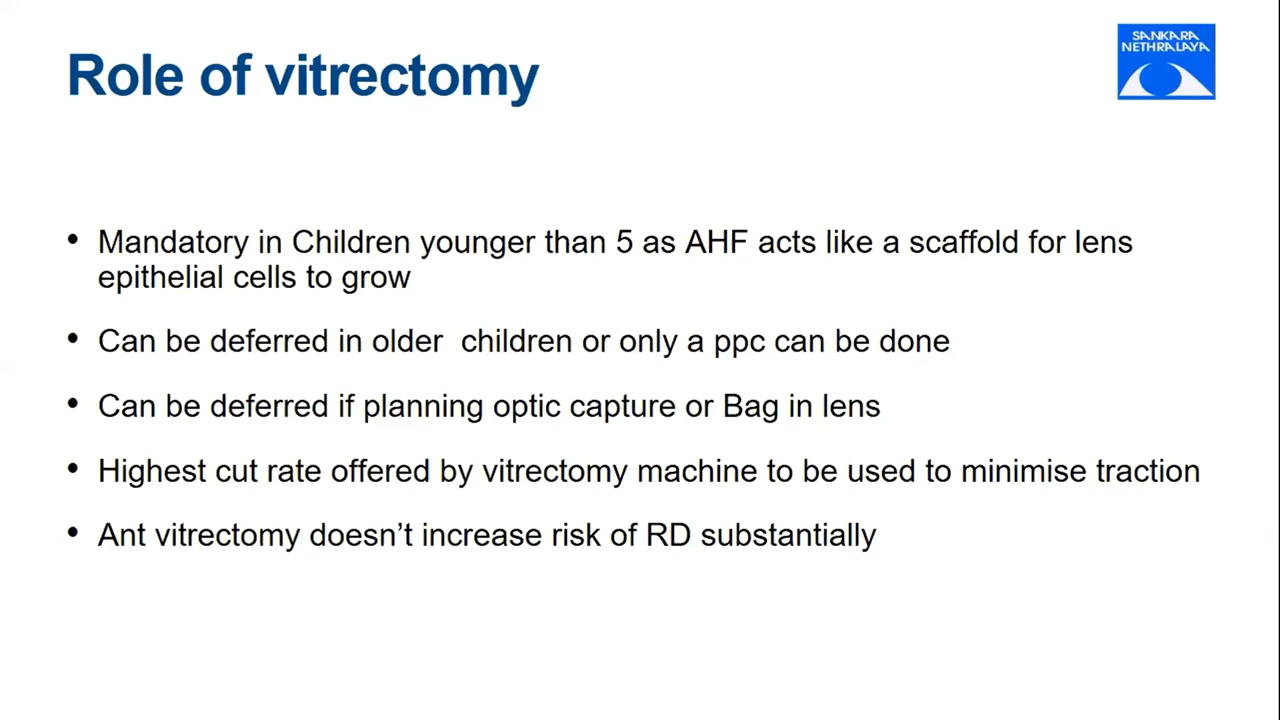 Role of vitrectomy
SANKARA
NETHRALAYA
• Mandatory in Children younger than 5 as AHF acts like a scaffold for lens
epithelial cells to grow
• Can be deferred in older  children or only a ppc can be done
• Can be deferred if planning optic capture or Bag in lens
• Highest cut rate offered by vitrectomy machine to be used to minimise traction
• Ant vitrectomy doesn’t increase risk of RD substantially